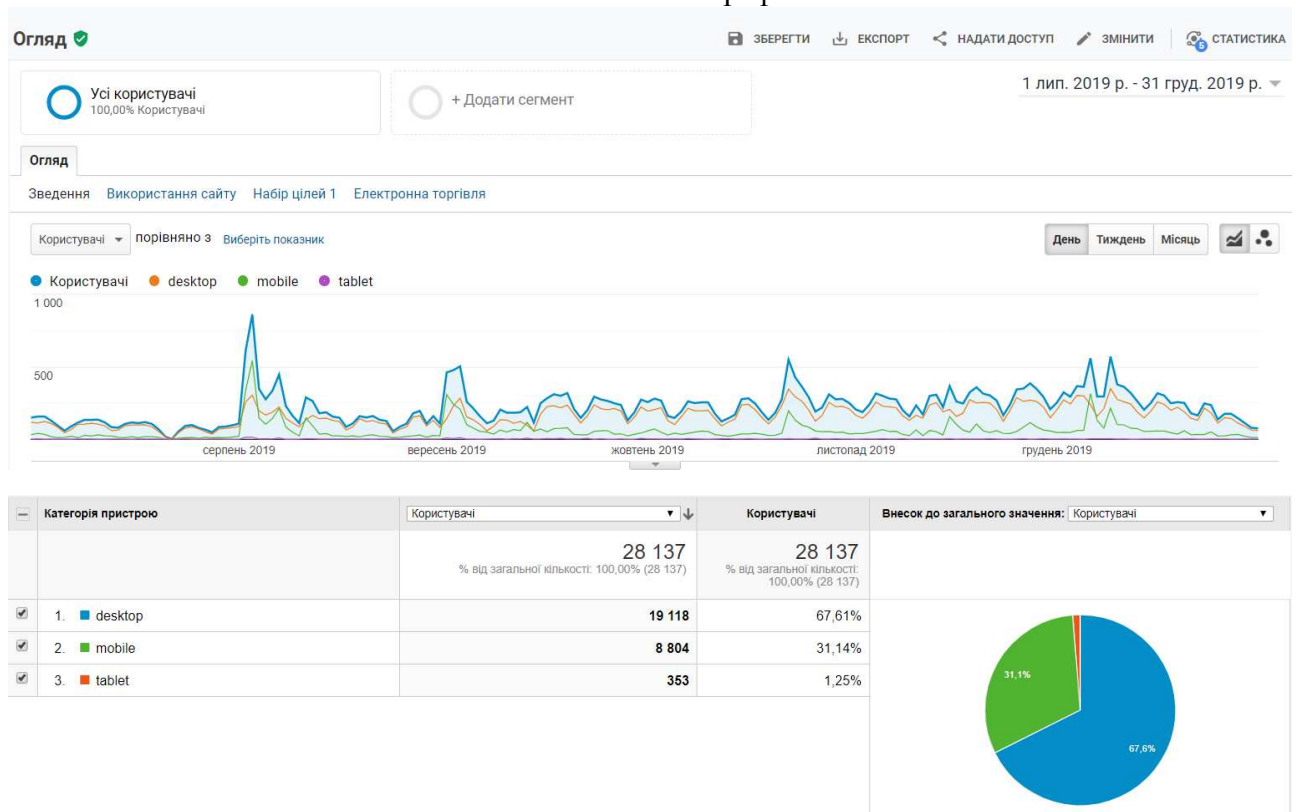 Огляд ЗБЕРЕГТИ ЕКСПОРТ НАДАТИ ДОСТУП ЗМІНИТИ 5 СТАТИСТИКА
Усі користувачі
100,00% Користувачі
+ Додати сегмент
1 лип. 2019 р. - 31 груд. 2019 р.
Огляд
Зведення Використання сайту Набір цілей 1 Електронна торгівля
Користувачі порівняно з Виберіть показник День Тиждень Місяць
Користувачі desktop mobile tablet
1 000
500
серпень 2019 вересень 2019 жовтень 2019 листопад 2019 грудень 2019
Категорія пристрою Користувачі Користувачі Внесок до загального значення: Користувачі
28 137 28 137
% від загальної кількості: 100,00% (28 137) % від загальної кількості:
100,00% (28 137)
1. desktop 19 118 67,61%
2. mobile 8 804 31,14%
3. tablet 353 1,25%
31,1%
67,6%